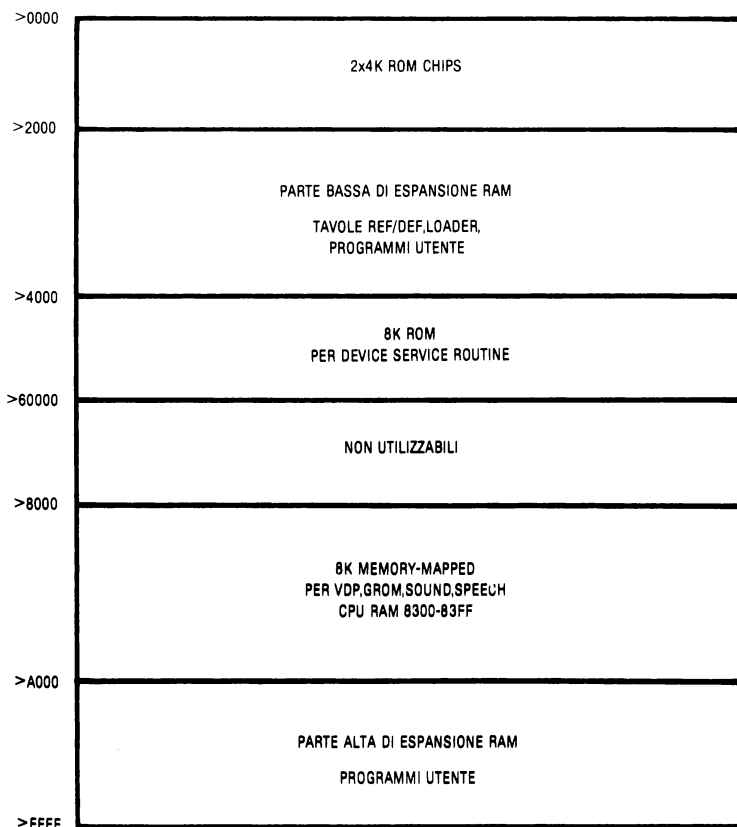 >0000
2x4K ROM CHIPS
>2000
PARTE BASSA DI ESPANSIONE RAM
TAVOLE REF/DEF,LOADER,
PROGRAMMI UTENTE
>4000
8K ROM
PER DEVICE SERVICE ROUTINE
>60000
NON UTILIZZABILI
>8000
8K MEMORY-MAPPED
PER VDP,GROM,SOUND,SPEECH
CPU RAM 8300-83FF
>A000
PARTE ALTA DI ESPANSIONE RAM
PROGRAMMI UTENTE
>FFFF